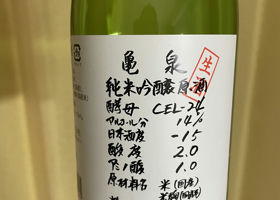 亀泉
生酒
純米吟醸原酒
酵母 CEL-24
アルコール分 14%
日本酒度 -15
酸度 2.0
アミノ酸 1.0
原材料名 米(国産)
米麹(国産米)